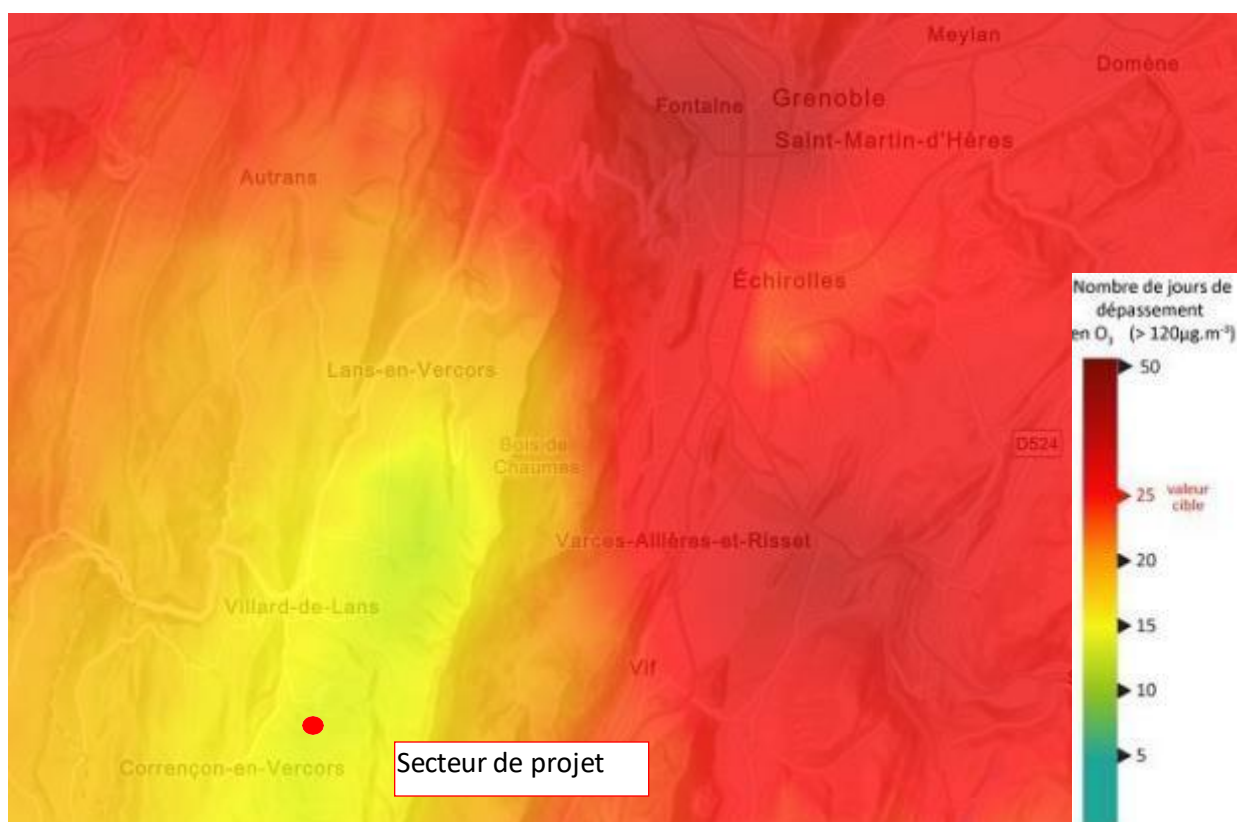 Meylan
Domène
Fontaine
Grenoble
Saint-Martin-d'Hères
Autrans
Échirolles
Nombre de jours de
dépassement
en O₃ (> 120µg.m⁻³)
50
Lans-en-Vercors
Bois de
Chaumes
D524
25 valeur
cible
Varces-Allières-et-Risset
20
Villard-de-Lans
15
Vif
10
Corrençon-en-Vercors
Secteur de projet
5